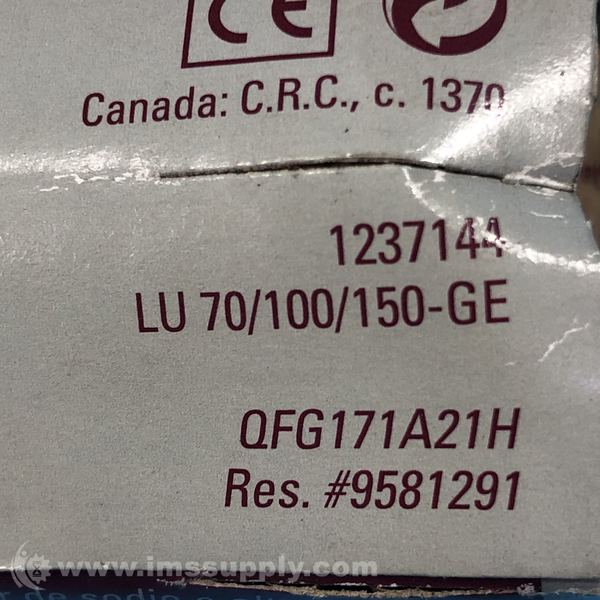 CE
Canada: C.R.C., c. 1370
1237144
LU 70/100/150-GE
QFG171A21H
Res. #9581291
www.imssupply.com